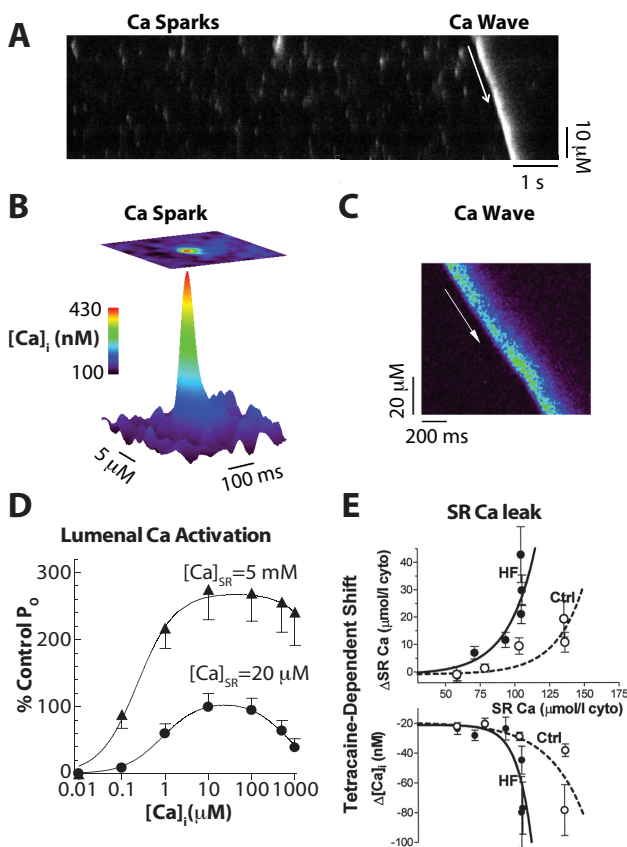 A
Ca Sparks
Ca Wave
10 µM
1 s
B
Ca Spark
430
[Ca]i (nM)
100
5 µM
100 ms
C
Ca Wave
20 µM
200 ms
D
Lumenal Ca Activation
300
200
100
0
% Control Po
[Ca]SR=5 mM
[Ca]SR=20 µM
0
0.1
1
10
100
1000
[Ca]i(µM)
E
SR Ca leak
Tetracaine-Dependent Shift
ΔSR Ca (µmol/l cyto)
40
30
20
10
0
HF
Ctrl
25
50
75
100
125
150
175
SR Ca (µmol/l cyto)
Δ[Ca]i (nM)
-20
-40
-60
-80
-100
Ctrl
HF